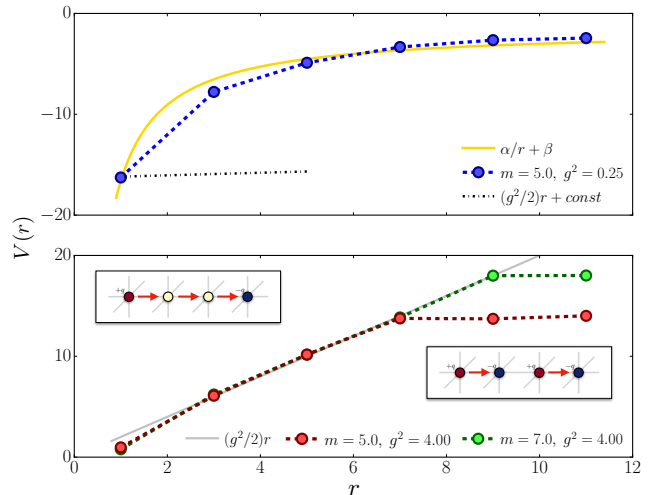 0
−10
−20
α/r + β
m = 5.0, g² = 0.25
(g²/2)r + const
V(r)
20
10
0
+q −q
+q −q +q −q
(g²/2)r
m = 5.0, g² = 4.00
m = 7.0, g² = 4.00
0 2 4 6 8 10 12
r